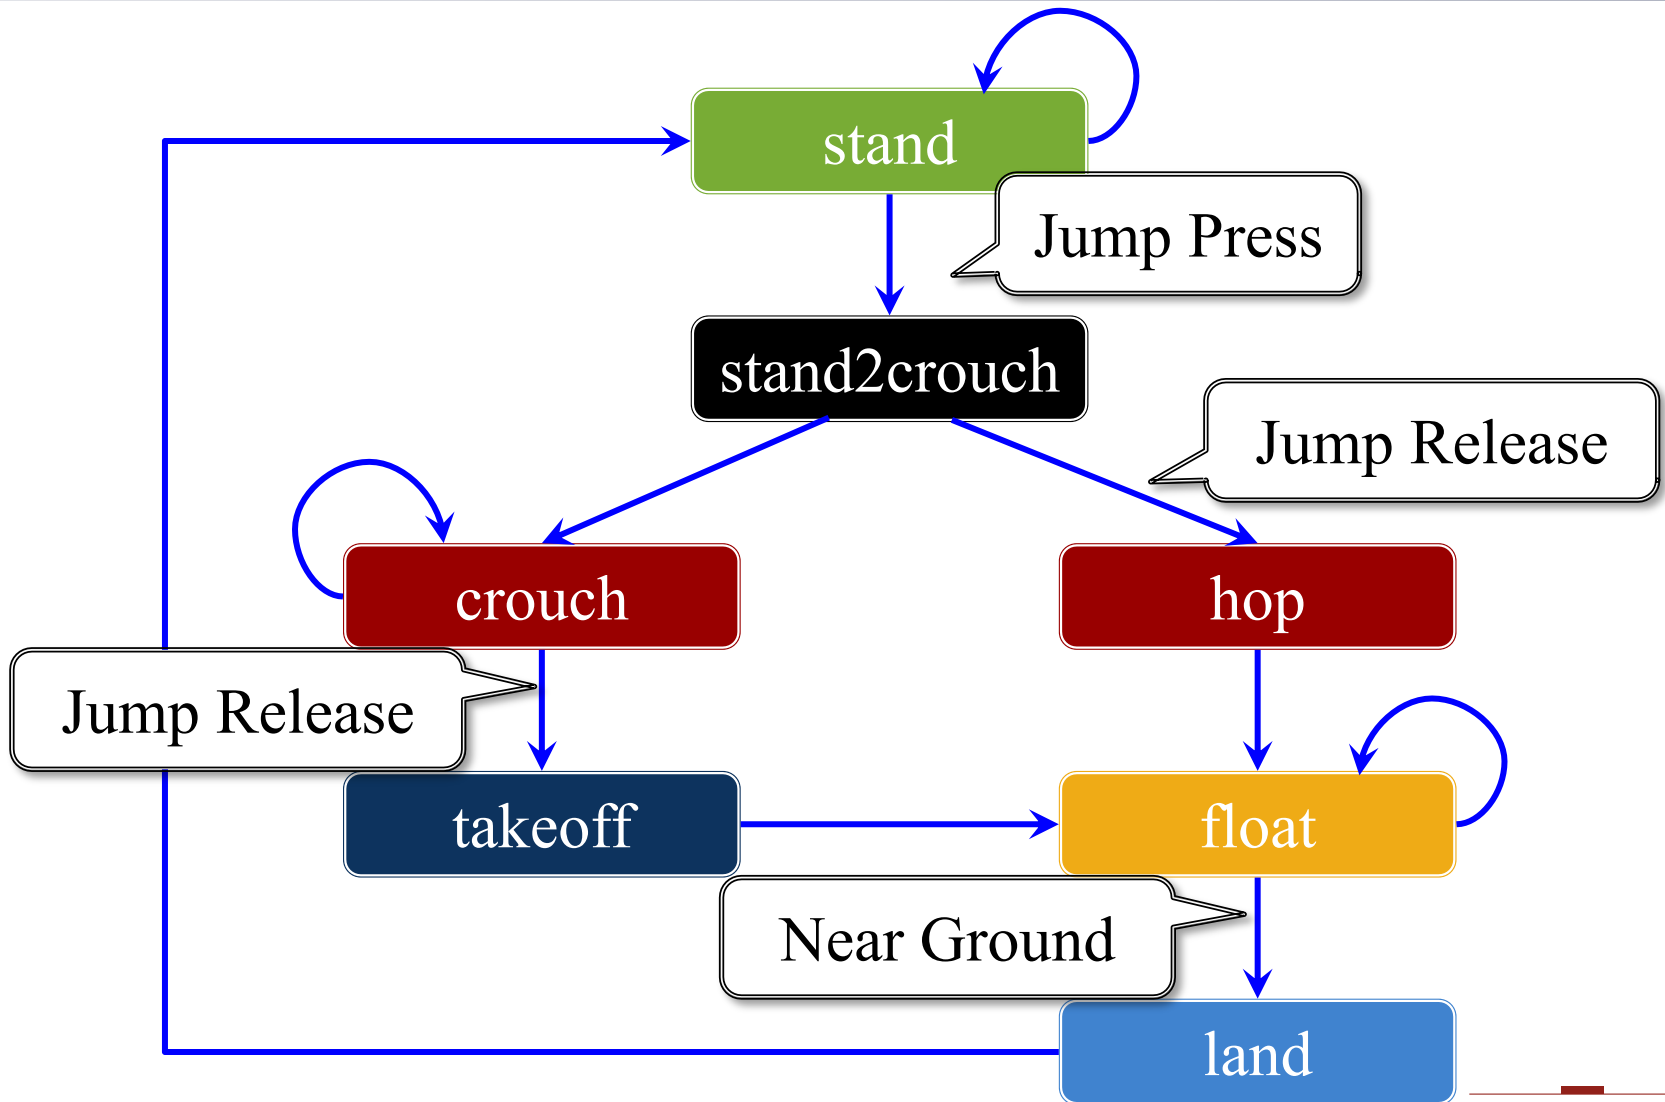 stand
Jump Press
stand2crouch
Jump Release
crouch
hop
Jump Release
takeoff
float
Near Ground
land